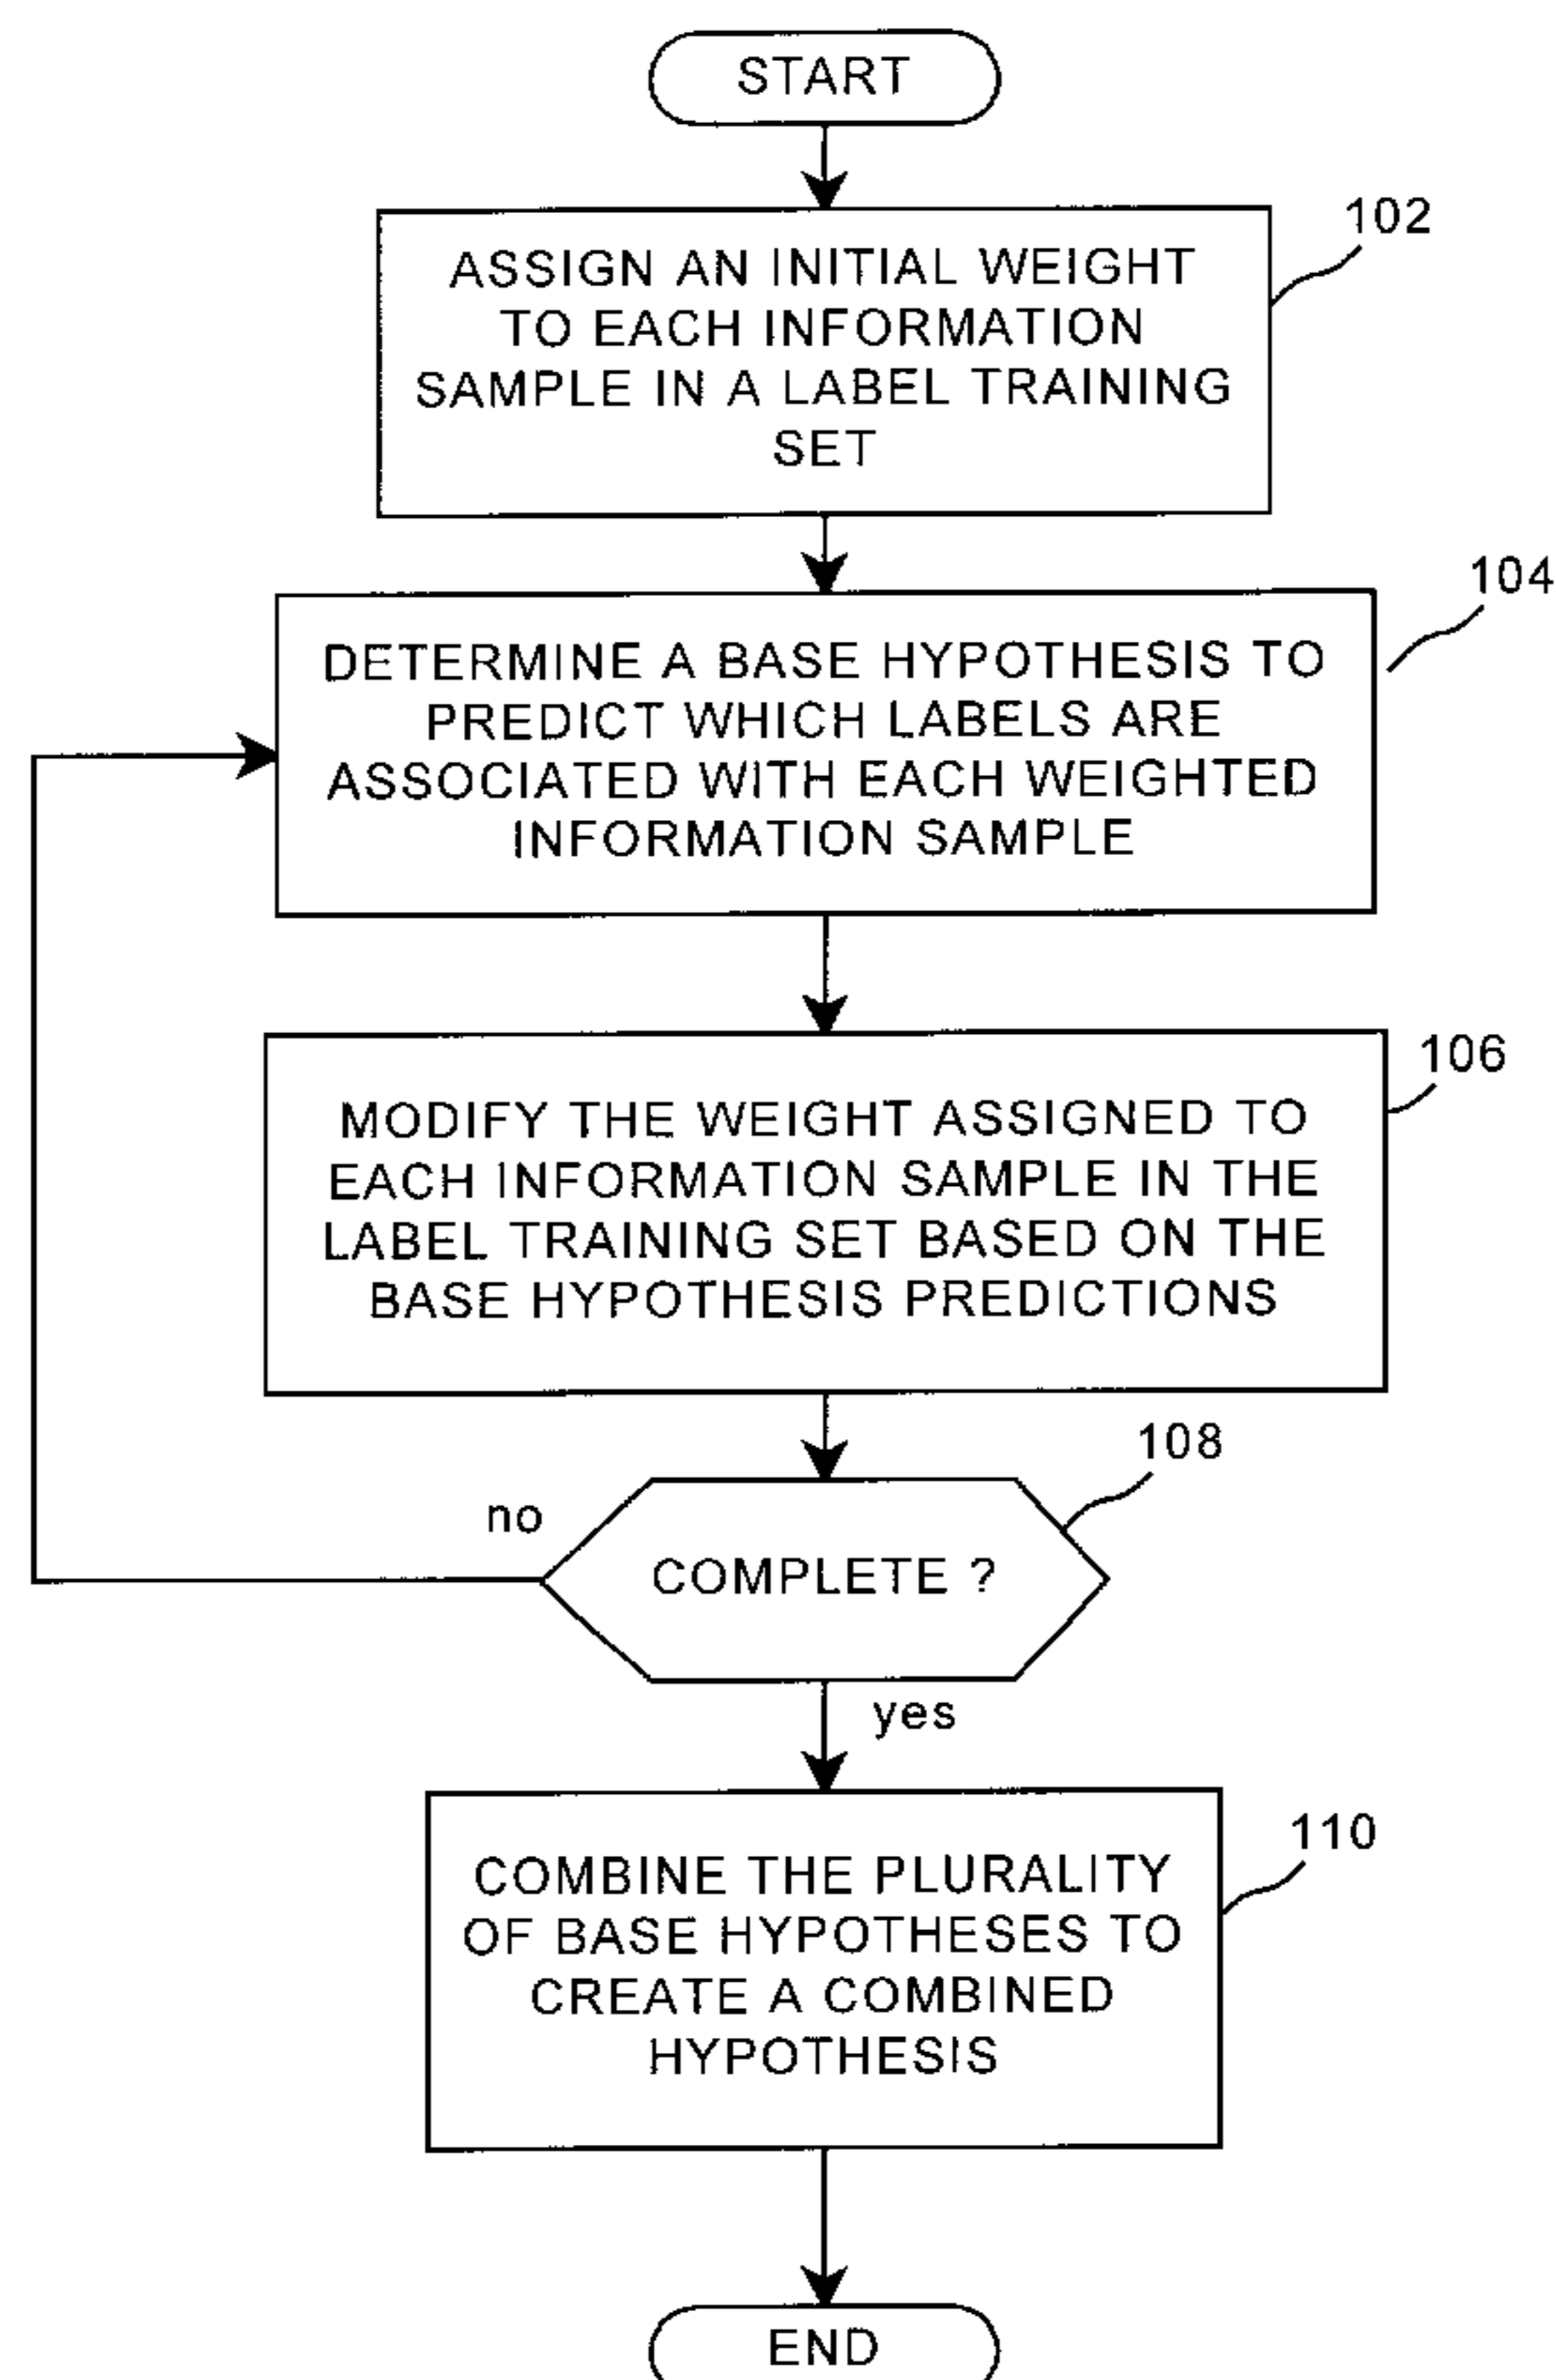 START
102
ASSIGN AN INITIAL WEIGHT
TO EACH INFORMATION
SAMPLE IN A LABEL TRAINING
SET
104
DETERMINE A BASE HYPOTHESIS TO
PREDICT WHICH LABELS ARE
ASSOCIATED WITH EACH WEIGHTED
INFORMATION SAMPLE
106
MODIFY THE WEIGHT ASSIGNED TO
EACH INFORMATION SAMPLE IN THE
LABEL TRAINING SET BASED ON THE
BASE HYPOTHESIS PREDICTIONS
108
no
COMPLETE ?
yes
110
COMBINE THE PLURALITY
OF BASE HYPOTHESES TO
CREATE A COMBINED
HYPOTHESIS
END